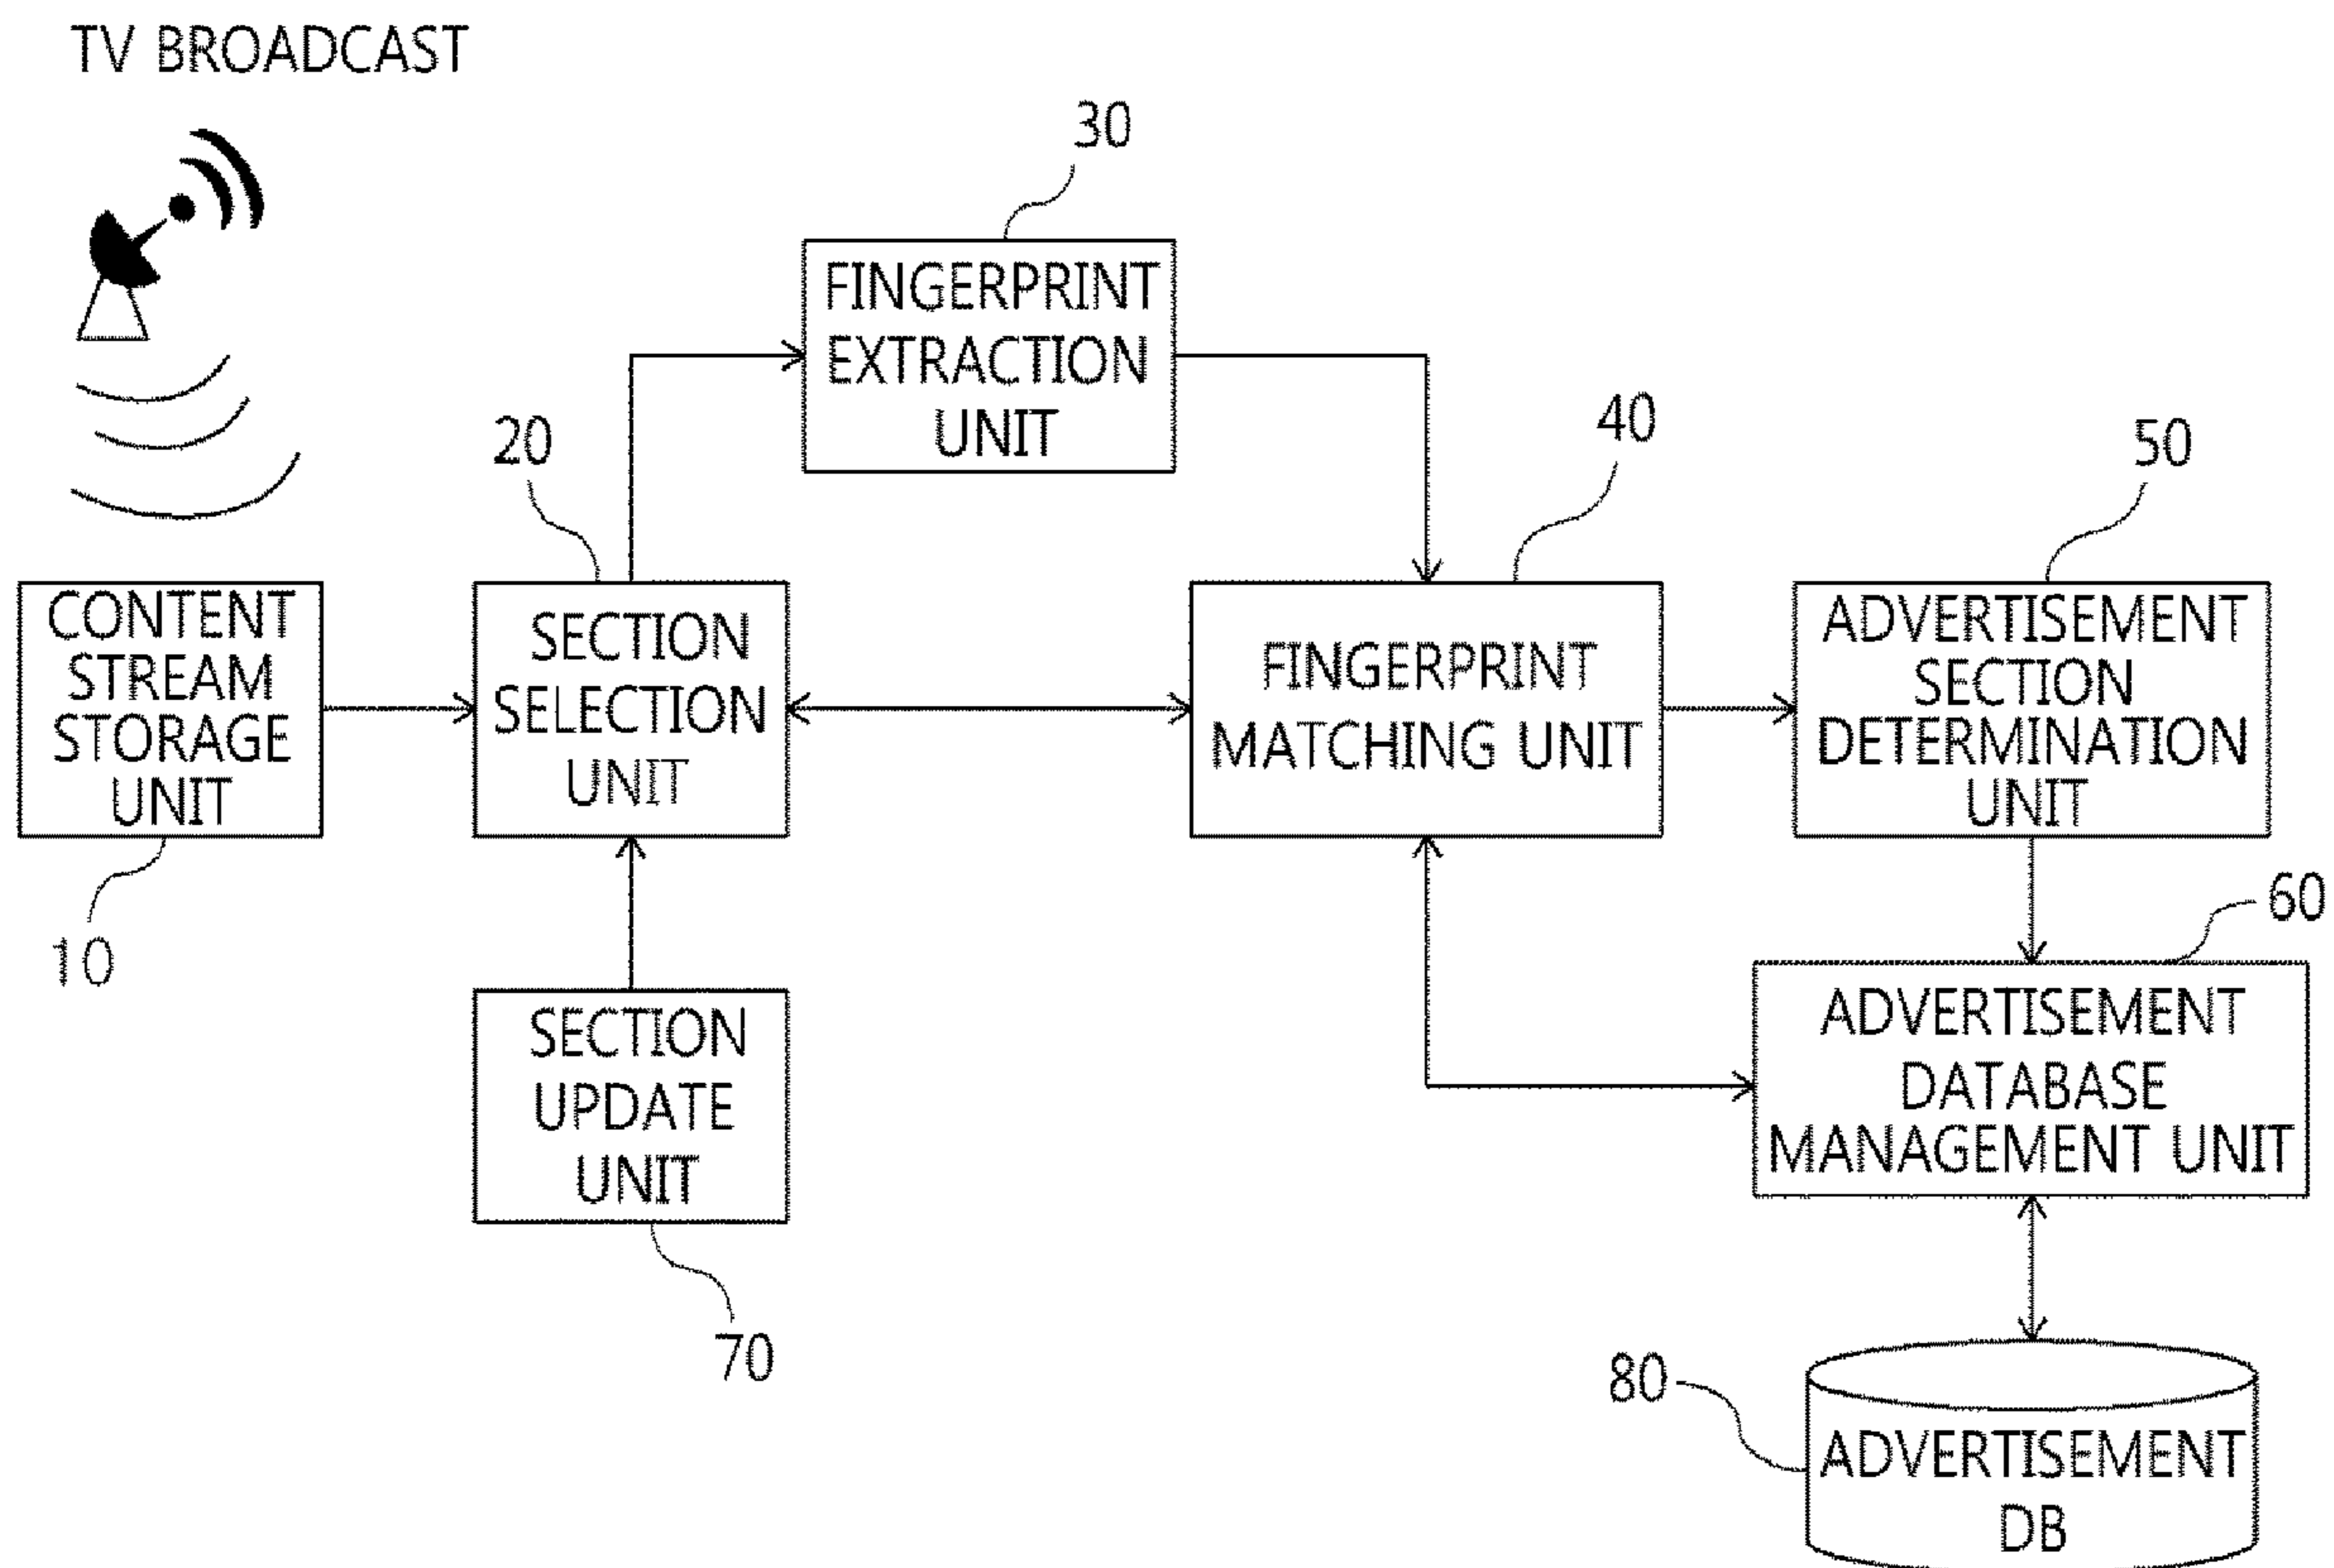 TV BROADCAST
30
FINGERPRINT
EXTRACTION
UNIT
20
40
50
CONTENT
STREAM
STORAGE
UNIT
SECTION
SELECTION
UNIT
FINGERPRINT
MATCHING UNIT
ADVERTISEMENT
SECTION
DETERMINATION
UNIT
10
60
SECTION
UPDATE
UNIT
ADVERTISEMENT
DATABASE
MANAGEMENT UNIT
70
80
ADVERTISEMENT
DB